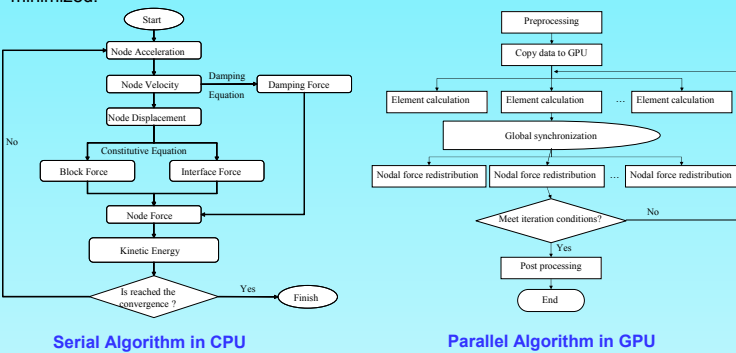 minimized.
Start
Node Acceleration
Node Velocity
Damping
Equation
Damping Force
Node Displacement
No
Constitutive Equation
Block Force
Interface Force
Node Force
Kinetic Energy
Is reached the
convergence ?
Yes
Finish
Serial Algorithm in CPU
Preprocessing
Copy data to GPU
Element calculation
Element calculation
...
Element calculation
Global synchronization
Nodal force redistribution
Nodal force redistribution
...
Nodal force redistribution
Meet iteration conditions?
No
Yes
Post processing
End
Parallel Algorithm in GPU